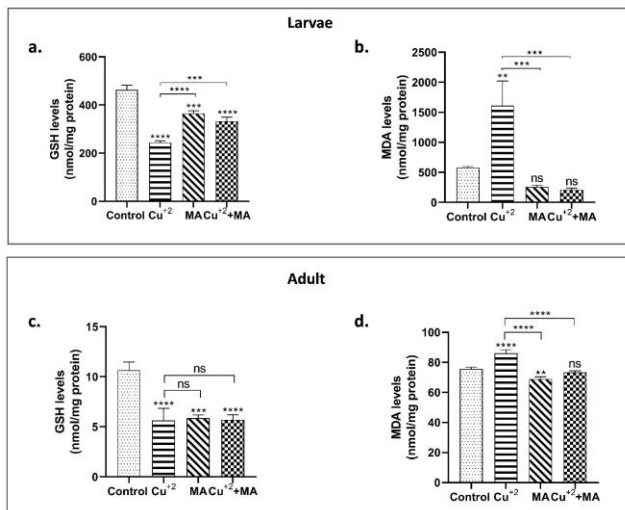 Larvae
a.
GSH levels
(nmol/mg protein)
600
400
200
0
***
****
****
***
****
Control Cu+2 MA Cu+2+MA
b.
MDA levels
(nmol/mg protein)
2500
2000
1500
1000
500
0
***
***
**
ns
ns
Control Cu+2 MA Cu+2+MA
Adult
c.
GSH levels
(nmol/mg protein)
15
10
5
0
ns
ns
****
***
****
Control Cu+2 MA Cu+2+MA
d.
MDA levels
(nmol/mg protein)
100
80
60
40
20
0
****
****
****
**
ns
Control Cu+2 MA Cu+2+MA